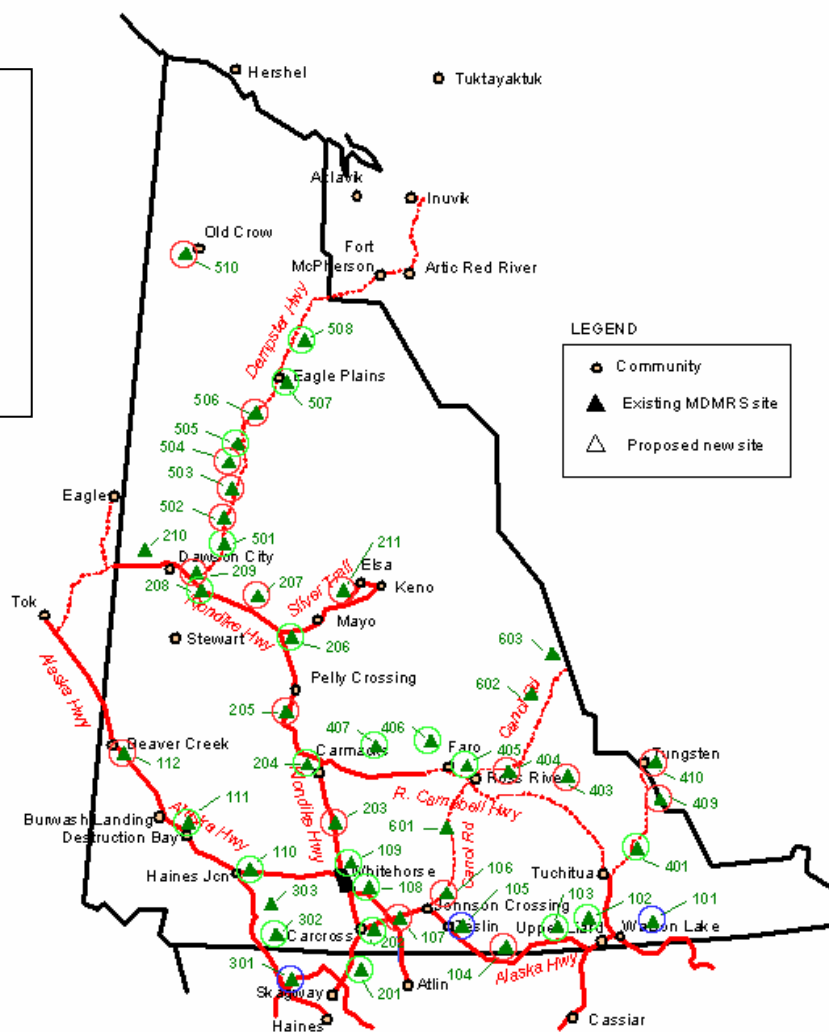 Hershel
Tuktayaktuk
Aklavik
Inuvik
Old Crow
510
Fort
McPherson
Artic Red River
Dempster Hwy
508
LEGEND
Community
Existing MDMRS site
Proposed new site
Eagle Plains
507
506
505
504
503
502
501
Eagle
210
Dawson City
209
208
207
211
Elsa
Keno
Silver Trail
Klondike Hwy
Mayo
206
Tok
Stewart
603
602
Canol Rd
Pelly Crossing
Alaska Hwy
205
407
406
Beaver Creek
112
Carmacks
204
Faro
405
404
Ross River
403
Tungsten
410
409
R. Campbell Hwy
Klondike Hwy
203
601
Canol Rd
111
Burwash Landing
Destruction Bay
Alaska Hwy
109
110
Whitehorse
Haines Jcn
108
106
105
Tuchitua
401
303
Johnson Crossing
103
102
101
302
Carcross
107
Teslin
Upper Liard
Watson Lake
104
Alaska Hwy
301
201
Skagway
Atlin
Haines
Cassiar